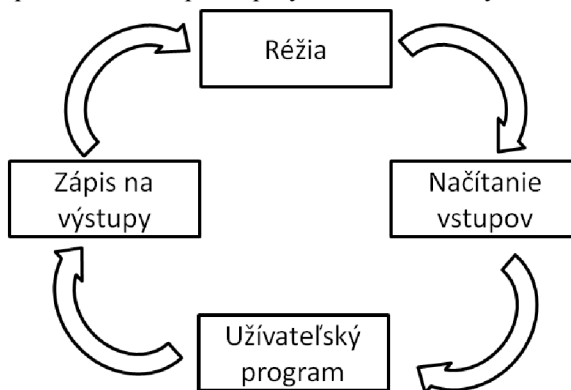 Réžia
Zápis na
výstupy
Načítanie
vstupov
Užívateľský
program